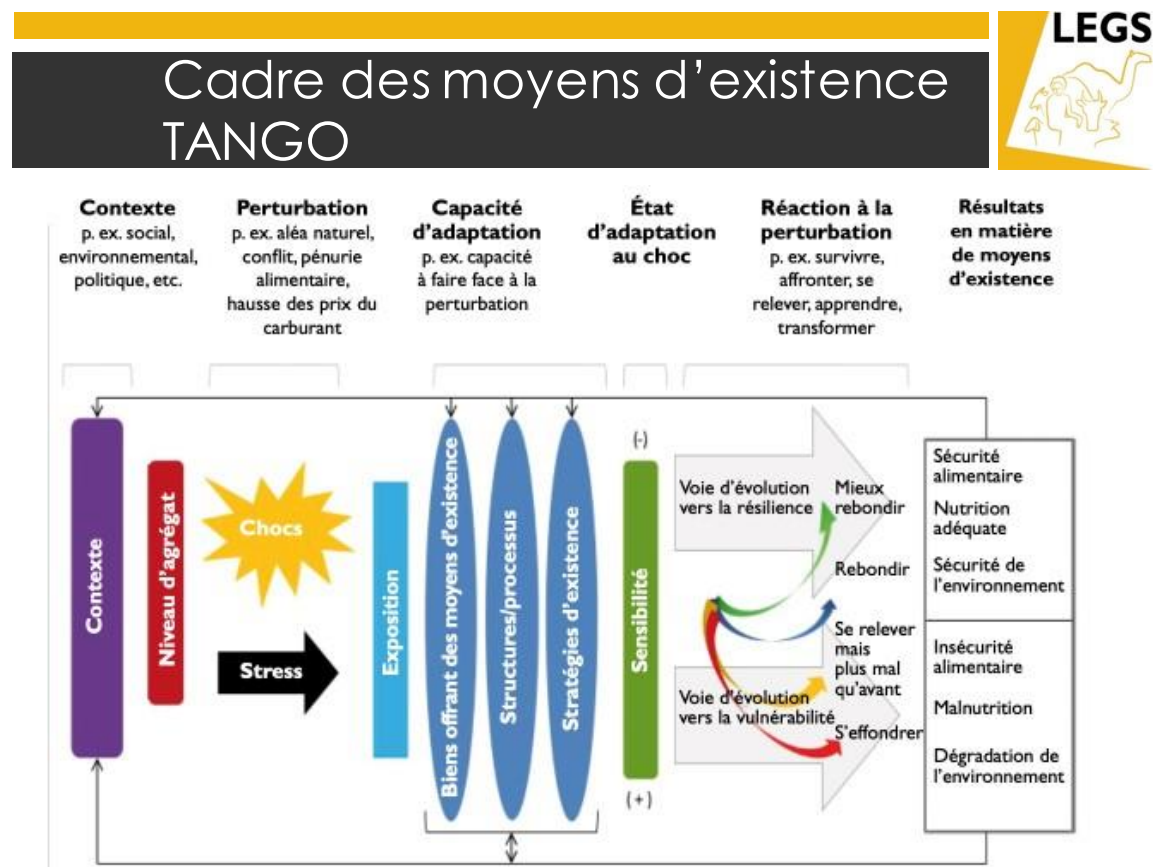 LEGS
Cadre des moyens d’existence
TANGO
Contexte
p. ex. social,
environnemental,
politique, etc.
Perturbation
p. ex. aléa naturel,
conflit, pénurie
alimentaire,
hausse des prix du
carburant
Capacité
d’adaptation
p. ex. capacité
à faire face à la
perturbation
État
d’adaptation
au choc
Réaction à la
perturbation
p. ex. survivre,
affronter, se
relever, apprendre,
transformer
Résultats
en matière
de moyens
d’existence
Contexte
Niveau d’agrégat
Chocs
Stress
Exposition
Biens offrant des moyens d’existence
Structures/processus
Stratégies d’existence
(-)
Sensibilité
(+)
Voie d’évolution
vers la résilience
Mieux
rebondir
Rebondir
Se relever
mais
plus mal
qu’avant
Voie d’évolution
vers la vulnérabilité
S’effondrer
Sécurité
alimentaire
Nutrition
adéquate
Sécurité de
l’environnement
Insécurité
alimentaire
Malnutrition
Dégradation de
l’environnement